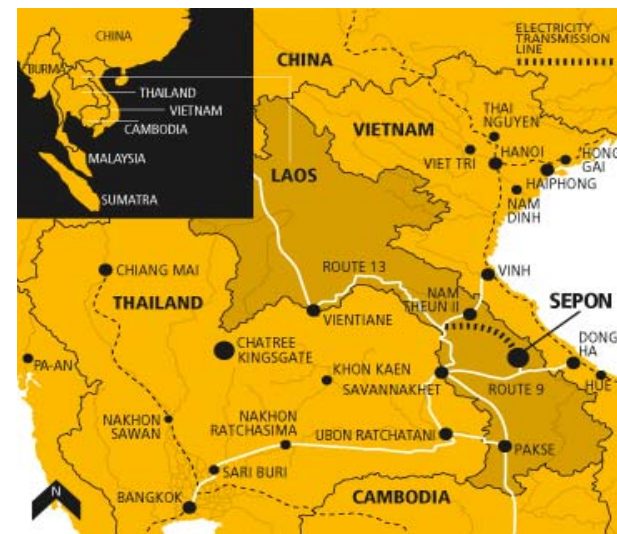 CHINA
BURMA
THAILAND
VIETNAM
CAMBODIA
MALAYSIA
SUMATRA
ELECTRICITY
TRANSMISSION
LINE
CHINA
THAI
NGUYEN
VIETNAM
HANOI
HONG
GAI
VIET TRI
HAIPHONG
LAOS
NAM
DINH
CHIANG MAI
ROUTE 13
VINH
THAILAND
NAM
THEUN II
SEPON
VIENTIANE
CHATREE
KINGSGATE
DONG
HA
PA-AN
KHON KAEN
SAVANNAKHET
ROUTE 9
HUE
NAKHON
SAWAN
NAKHON
RATCHASIMA
UBON RATCHATANI
PAKSE
SARI BURI
BANGKOK
CAMBODIA
N